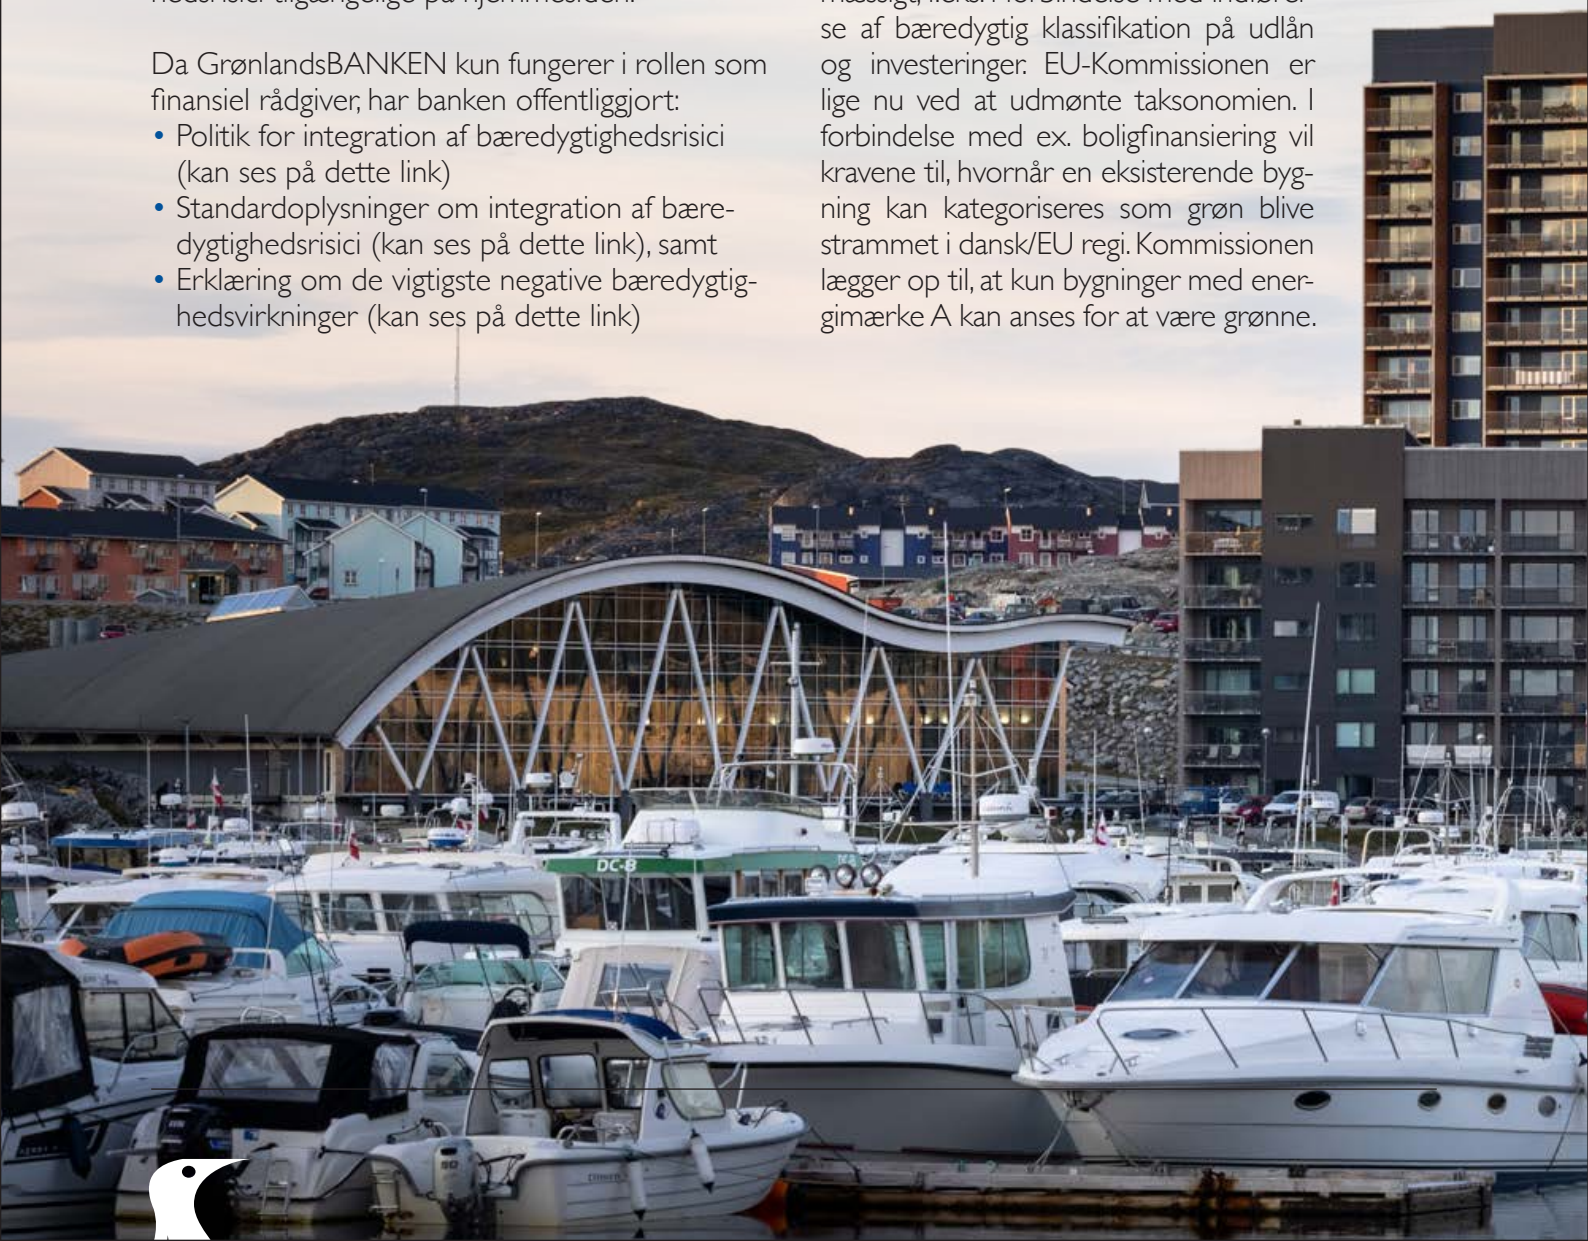 Da GrønlandsBANKEN kun fungerer i rollen som
finansiel rådgiver, har banken offentliggjort:
• Politik for integration af bæredygtighedsrisici
(kan ses på dette link)
• Standardoplysninger om integration af bære-
dygtighedsrisici (kan ses på dette link), samt
• Erklæring om de vigtigste negative bæredygtig-
hedsvirkninger (kan ses på dette link)
se af bæredygtig klassifikation på udlån
og investeringer. EU-Kommissionen er
lige nu ved at udmønte taksonomien. I
forbindelse med ex. boligfinansiering vil
kravene til, hvornår en eksisterende byg-
ning kan kategoriseres som grøn blive
strammet i dansk/EU regi. Kommissionen
lægger op til, at kun bygninger med ener-
gimærke A kan anses for at være grønne.
DC-8